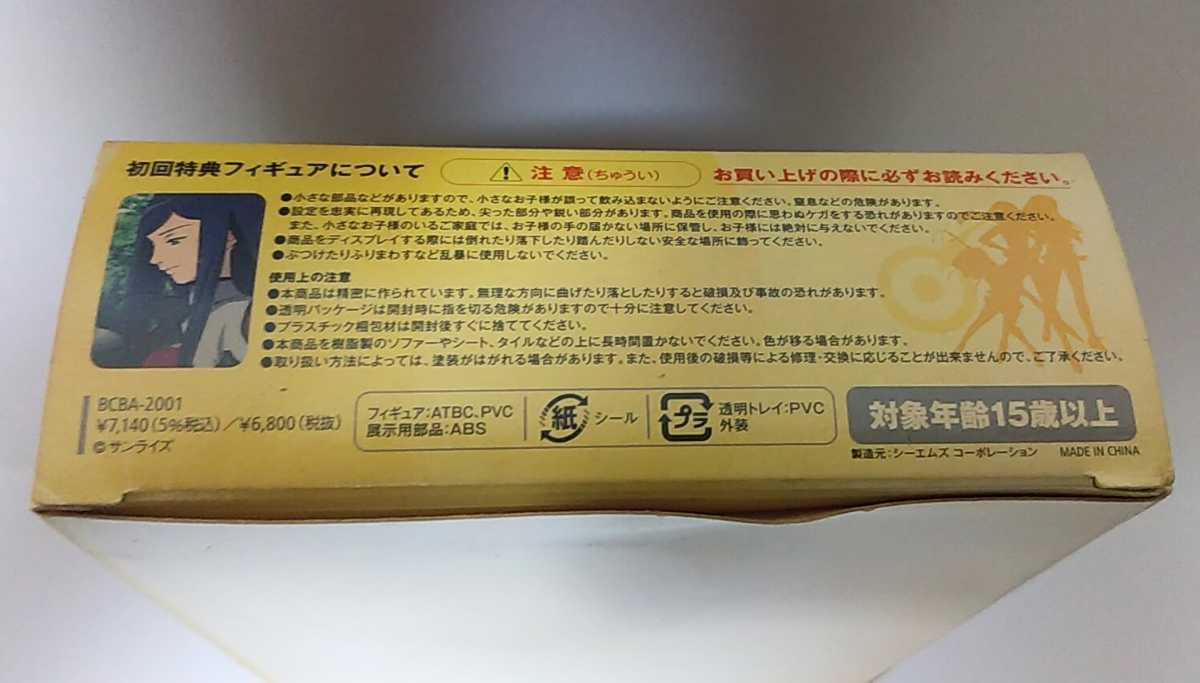 初回特典フィギュアについて
注意(ちゅうい)
お買い上げの際に必ずお読みください。
●小さな部品などがありますので、小さなお子様が誤って飲み込まないようにご注意ください。窒息などの危険があります。
●設定を忠実に再現してあるため、尖った部分や鋭い部分があります。商品を使用の際に思わぬケガをする恐れがありますのでご注意ください。
また、小さなお子様のいるご家庭では、お子様の手の届かない場所に保管し、お子様には絶対に与えないでください。
●商品をディスプレイする際には倒れたり落下したり踏んだりしない安全な場所に飾ってください。
●ぶつけたりふりまわすなど乱暴に使用しないでください。
使用上の注意
●本商品は精密に作られています。無理な方向に曲げたり落としたりすると破損及び事故の恐れがあります。
●透明パッケージは開封時に指を切る危険がありますので十分に注意してください。
●プラスチック梱包材は開封後すぐに捨ててください。
●本商品を樹脂製のソファーやシート、タイルなどの上に長時間置かないでください。色が移る場合があります。
●取り扱い方法によっては、塗装がはがれる場合があります。また、使用後の破損等による修理・交換に応じることが出来ませんので、ご了承ください。
BCBA-2001
¥7,140(5%税込)/¥6,800(税抜)
©サンライズ
フィギュア:ATBC、PVC
展示用部品:ABS
紙 シール
プラ 透明トレイ:PVC
外装
対象年齢15歳以上
製造元:シーエムズ コーポレーション MADE IN CHINA